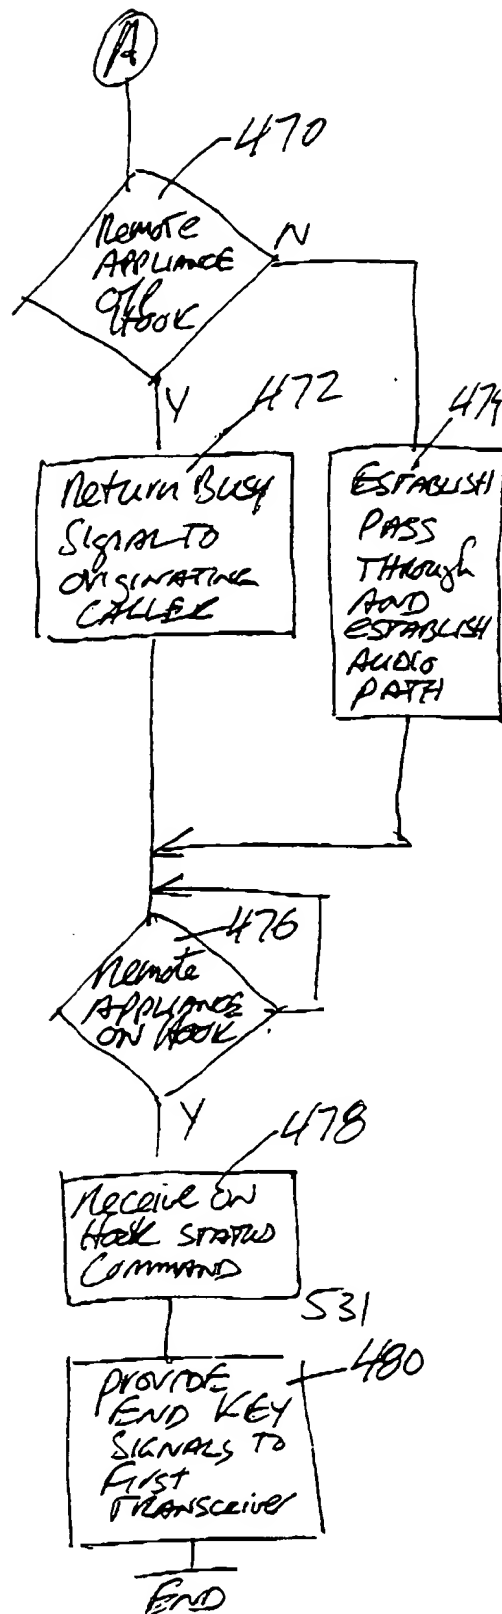 A
470
Remote
APPLIANCE
off
HOOK
N
Y
472
Return Busy
Signal TO
originating
CALLER
474
ESTABLISH
PASS
THrough
AND
ESTABLISH
AUDIO
PATH
476
Remote
APPLIANCE
ON HOOK
Y
478
Receive ON
Hook STATUS
COMMAND
531
480
PROVIDE
END KEY
SIGNALS TO
First
TRANSCEIVER
END